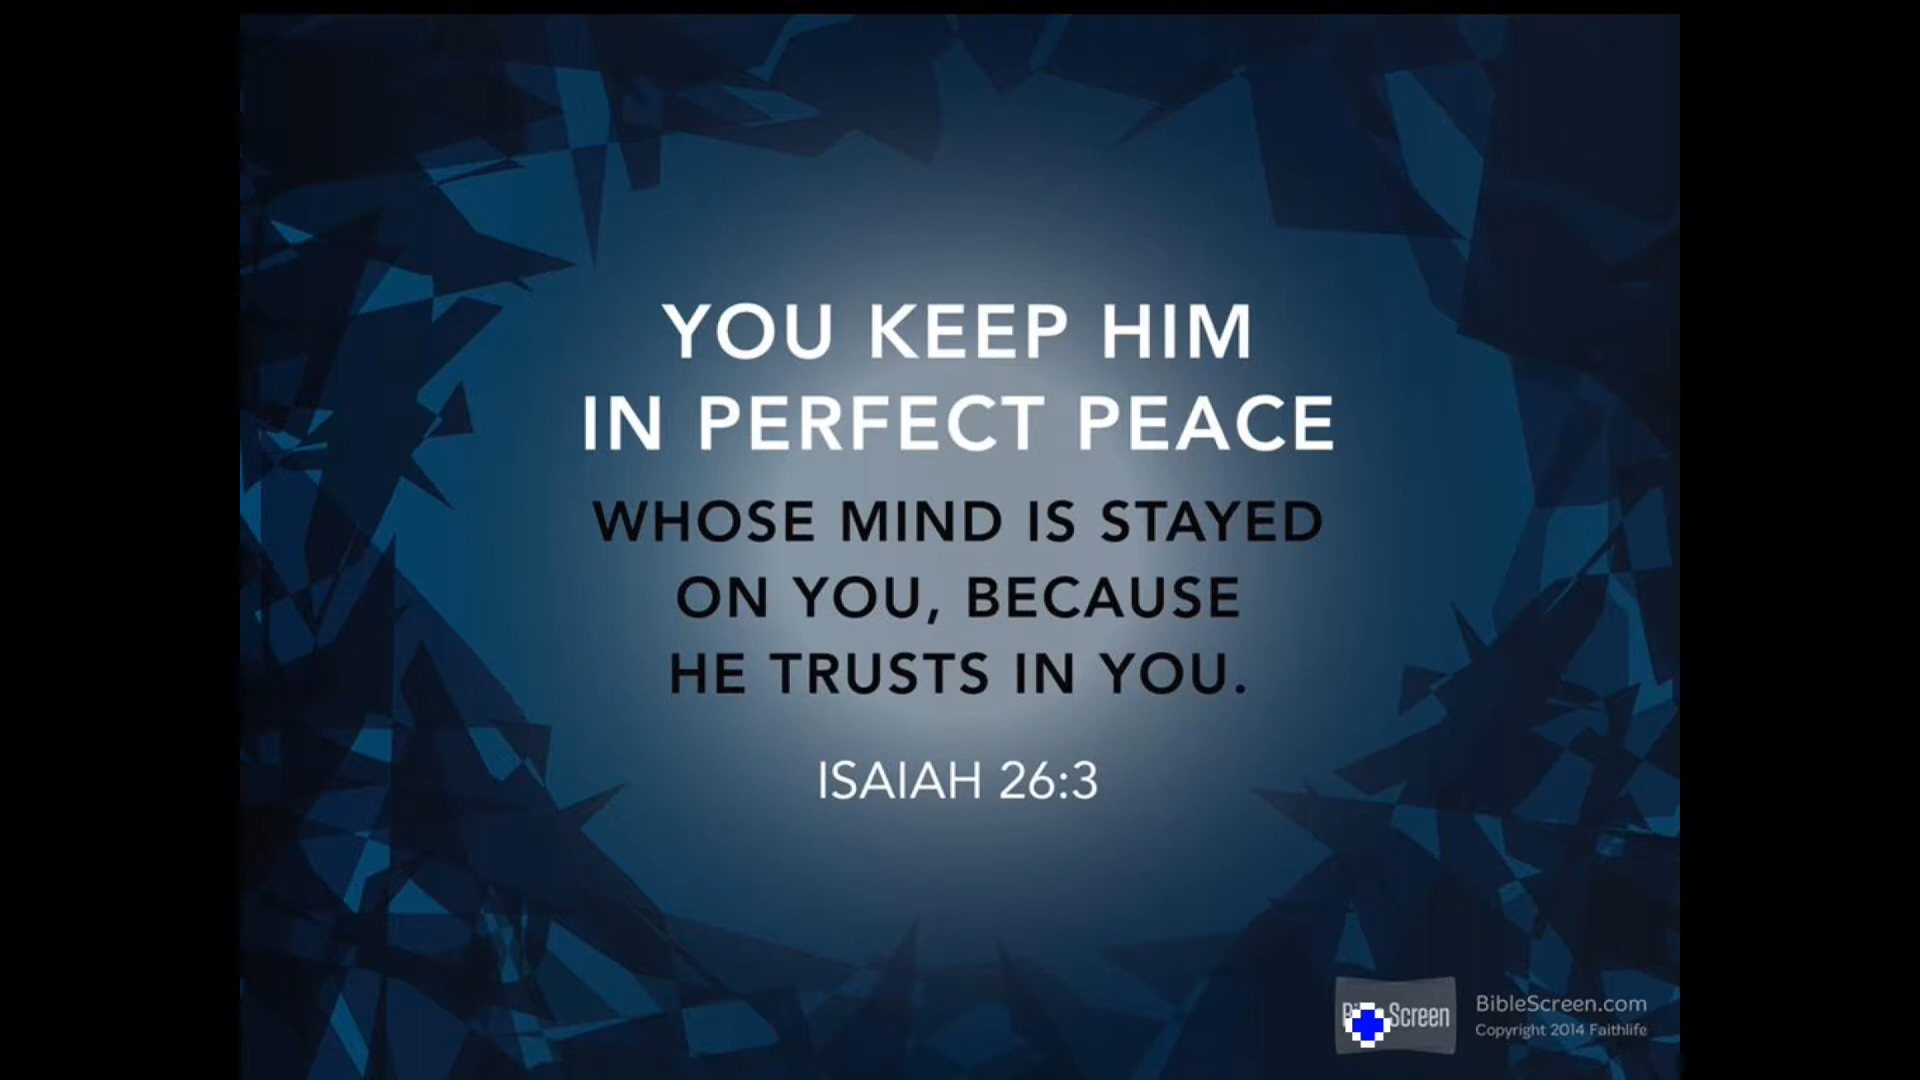 YOU KEEP HIM
IN PERFECT PEACE
WHOSE MIND IS STAYED
ON YOU, BECAUSE
HE TRUSTS IN YOU.
ISAIAH 26:3
Screen
BibleScreen.com
Copyright 2014 Faithlife